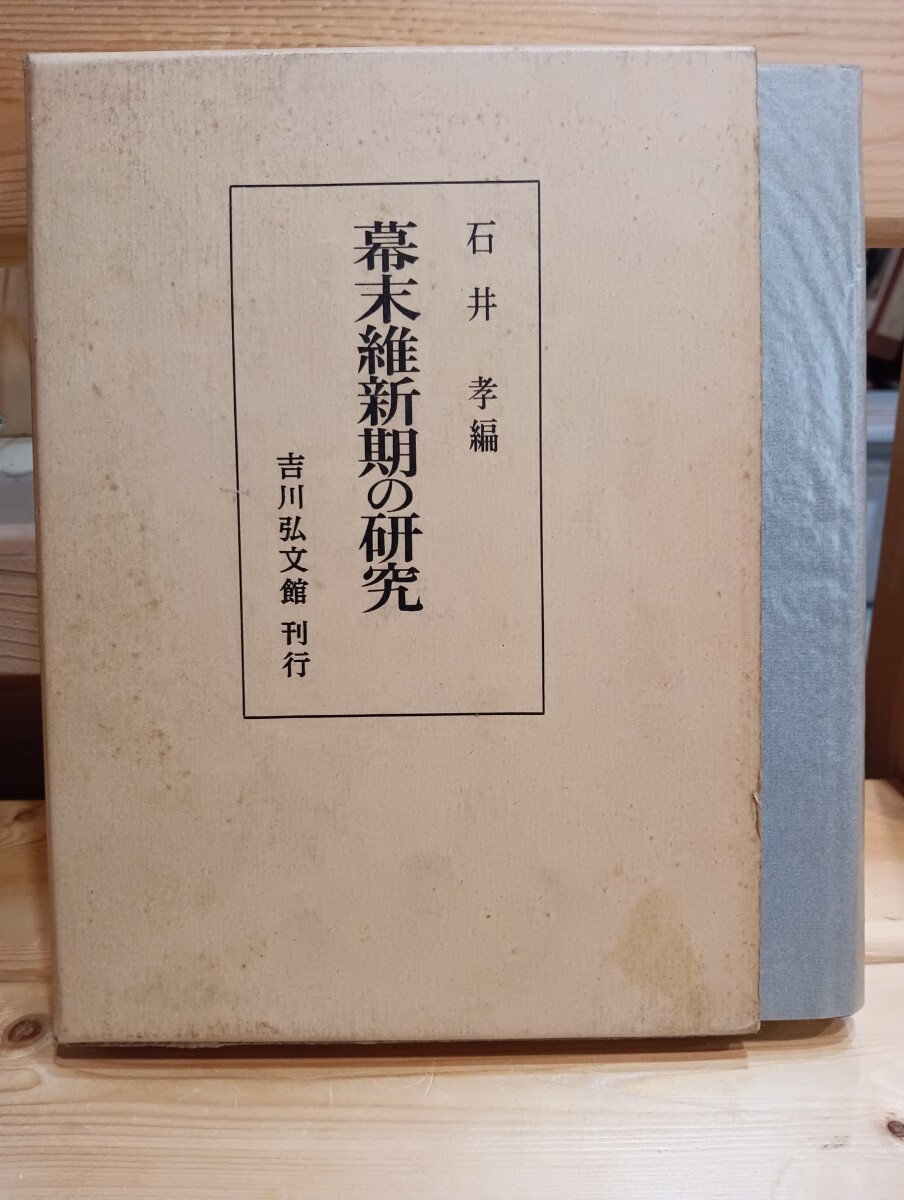 石井孝編
幕末維新期の研究
吉川弘文館刊行